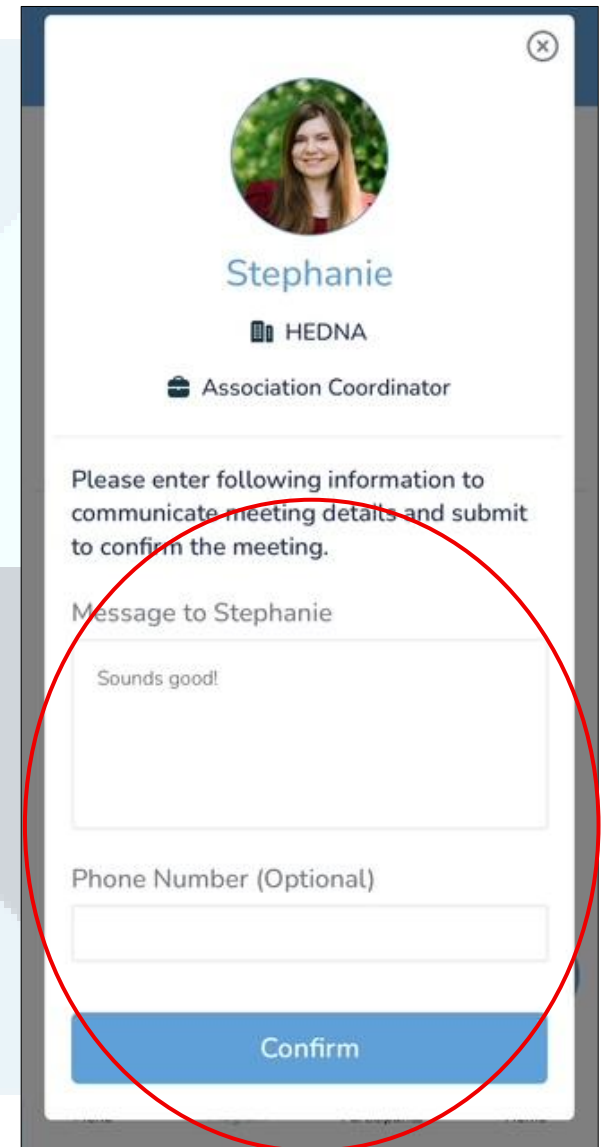 Stephanie
HEDNA
Association Coordinator
Please enter following information to
communicate meeting details and submit
to confirm the meeting.
Message to Stephanie
Sounds good!
Phone Number (Optional)
Confirm